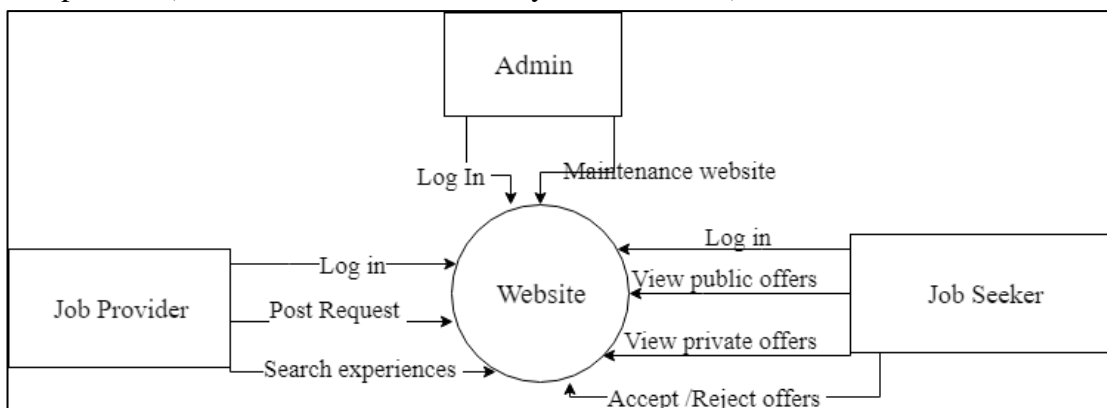 Admin
Log In
Maintenance website
Log in
Log in
View public offers
Job Provider
Post Request
Website
Job Seeker
View private offers
Search experiences
Accept /Reject offers